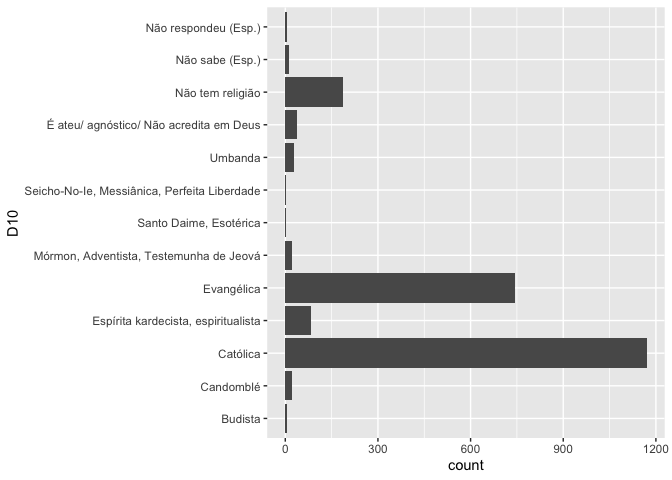 Não respondeu (Esp.)
Não sabe (Esp.)
Não tem religião
É ateu/ agnóstico/ Não acredita em Deus
Umbanda
Seicho-No-Ie, Messiânica, Perfeita Liberdade
D10
Santo Daime, Esotérica
Mórmon, Adventista, Testemunha de Jeová
Evangélica
Espírita kardecista, espiritualista
Católica
Candomblé
Budista
0 300 600 900 1200
count